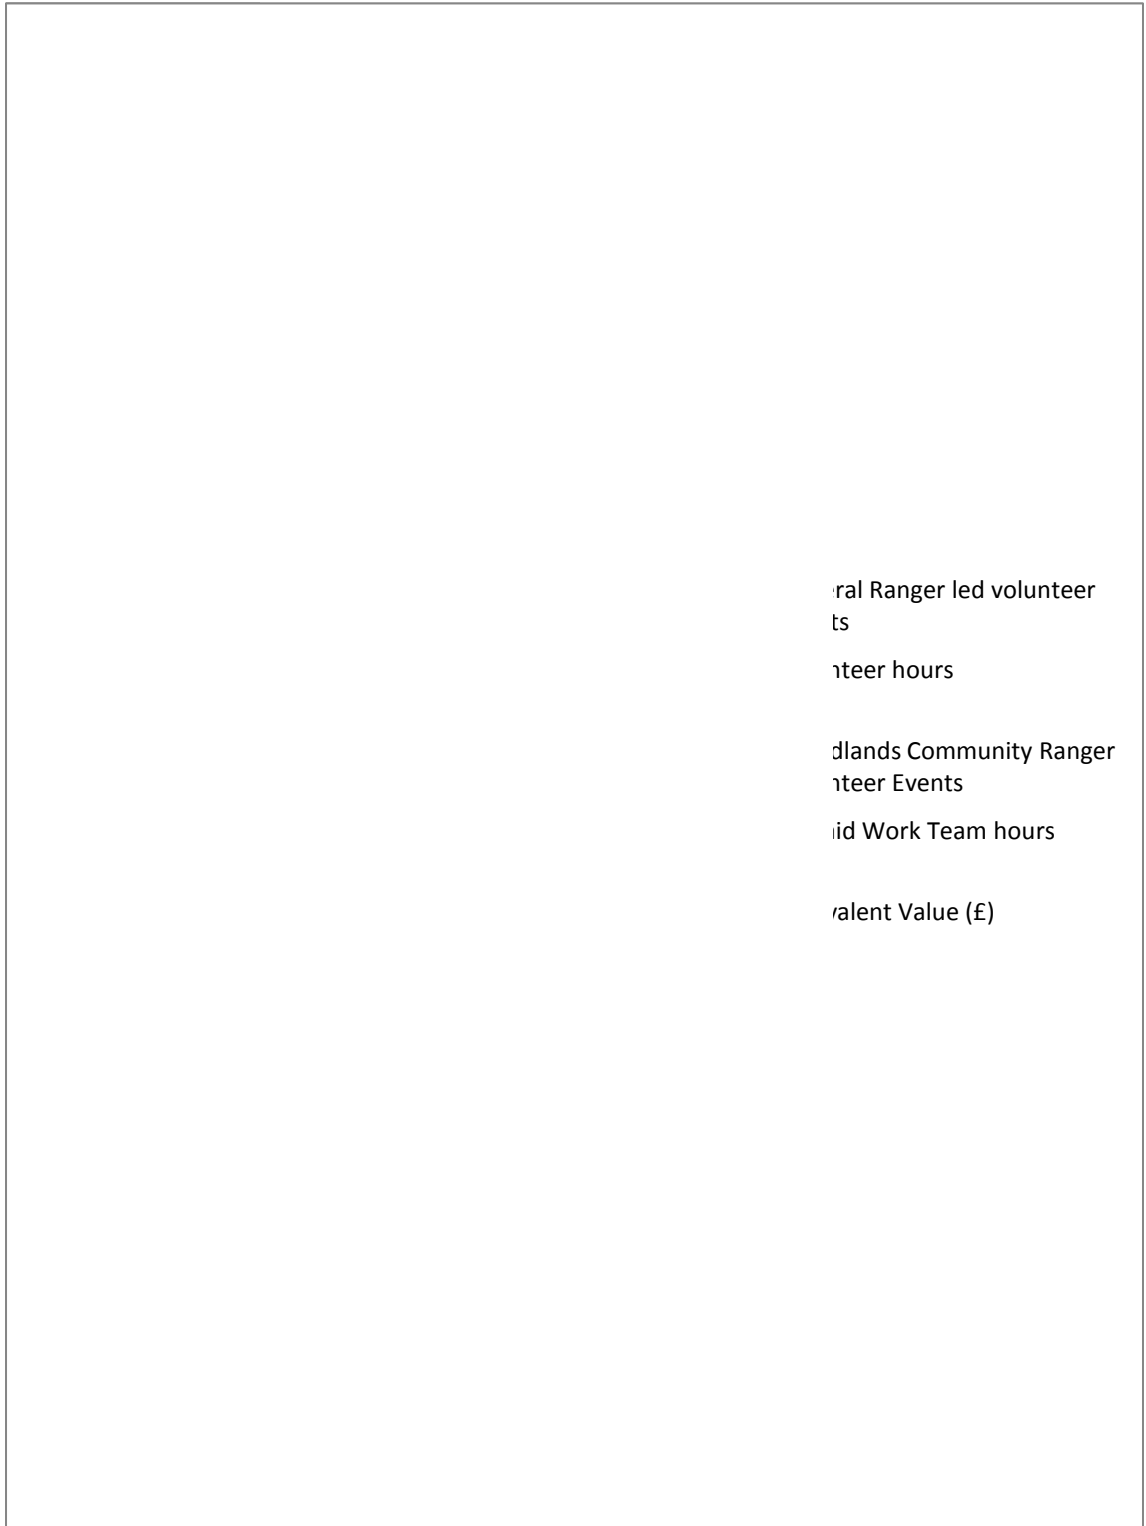 ral Ranger led volunteer
ts
nteer hours
dlands Community Ranger
nteer Events
id Work Team hours
valent Value (£)